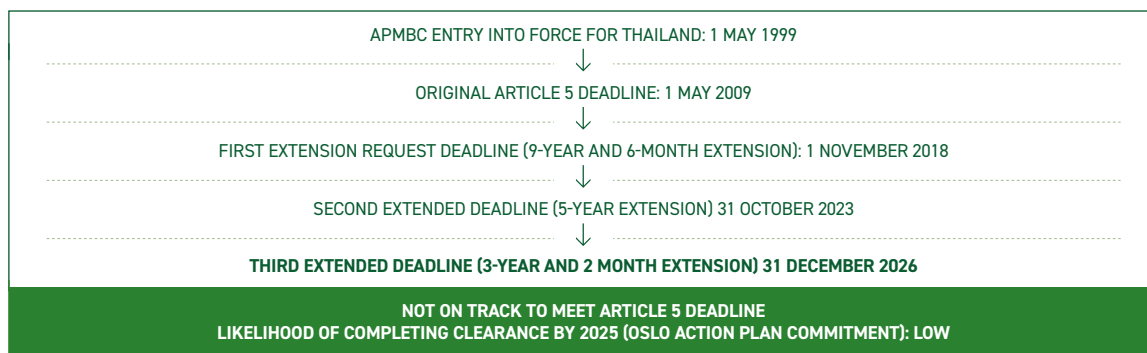 APMBC ENTRY INTO FORCE FOR THAILAND: 1 MAY 1999
ORIGINAL ARTICLE 5 DEADLINE: 1 MAY 2009
FIRST EXTENSION REQUEST DEADLINE (9-YEAR AND 6-MONTH EXTENSION): 1 NOVEMBER 2018
SECOND EXTENDED DEADLINE (5-YEAR EXTENSION) 31 OCTOBER 2023
THIRD EXTENDED DEADLINE (3-YEAR AND 2 MONTH EXTENSION) 31 DECEMBER 2026
NOT ON TRACK TO MEET ARTICLE 5 DEADLINE
LIKELIHOOD OF COMPLETING CLEARANCE BY 2025 (OSLO ACTION PLAN COMMITMENT): LOW